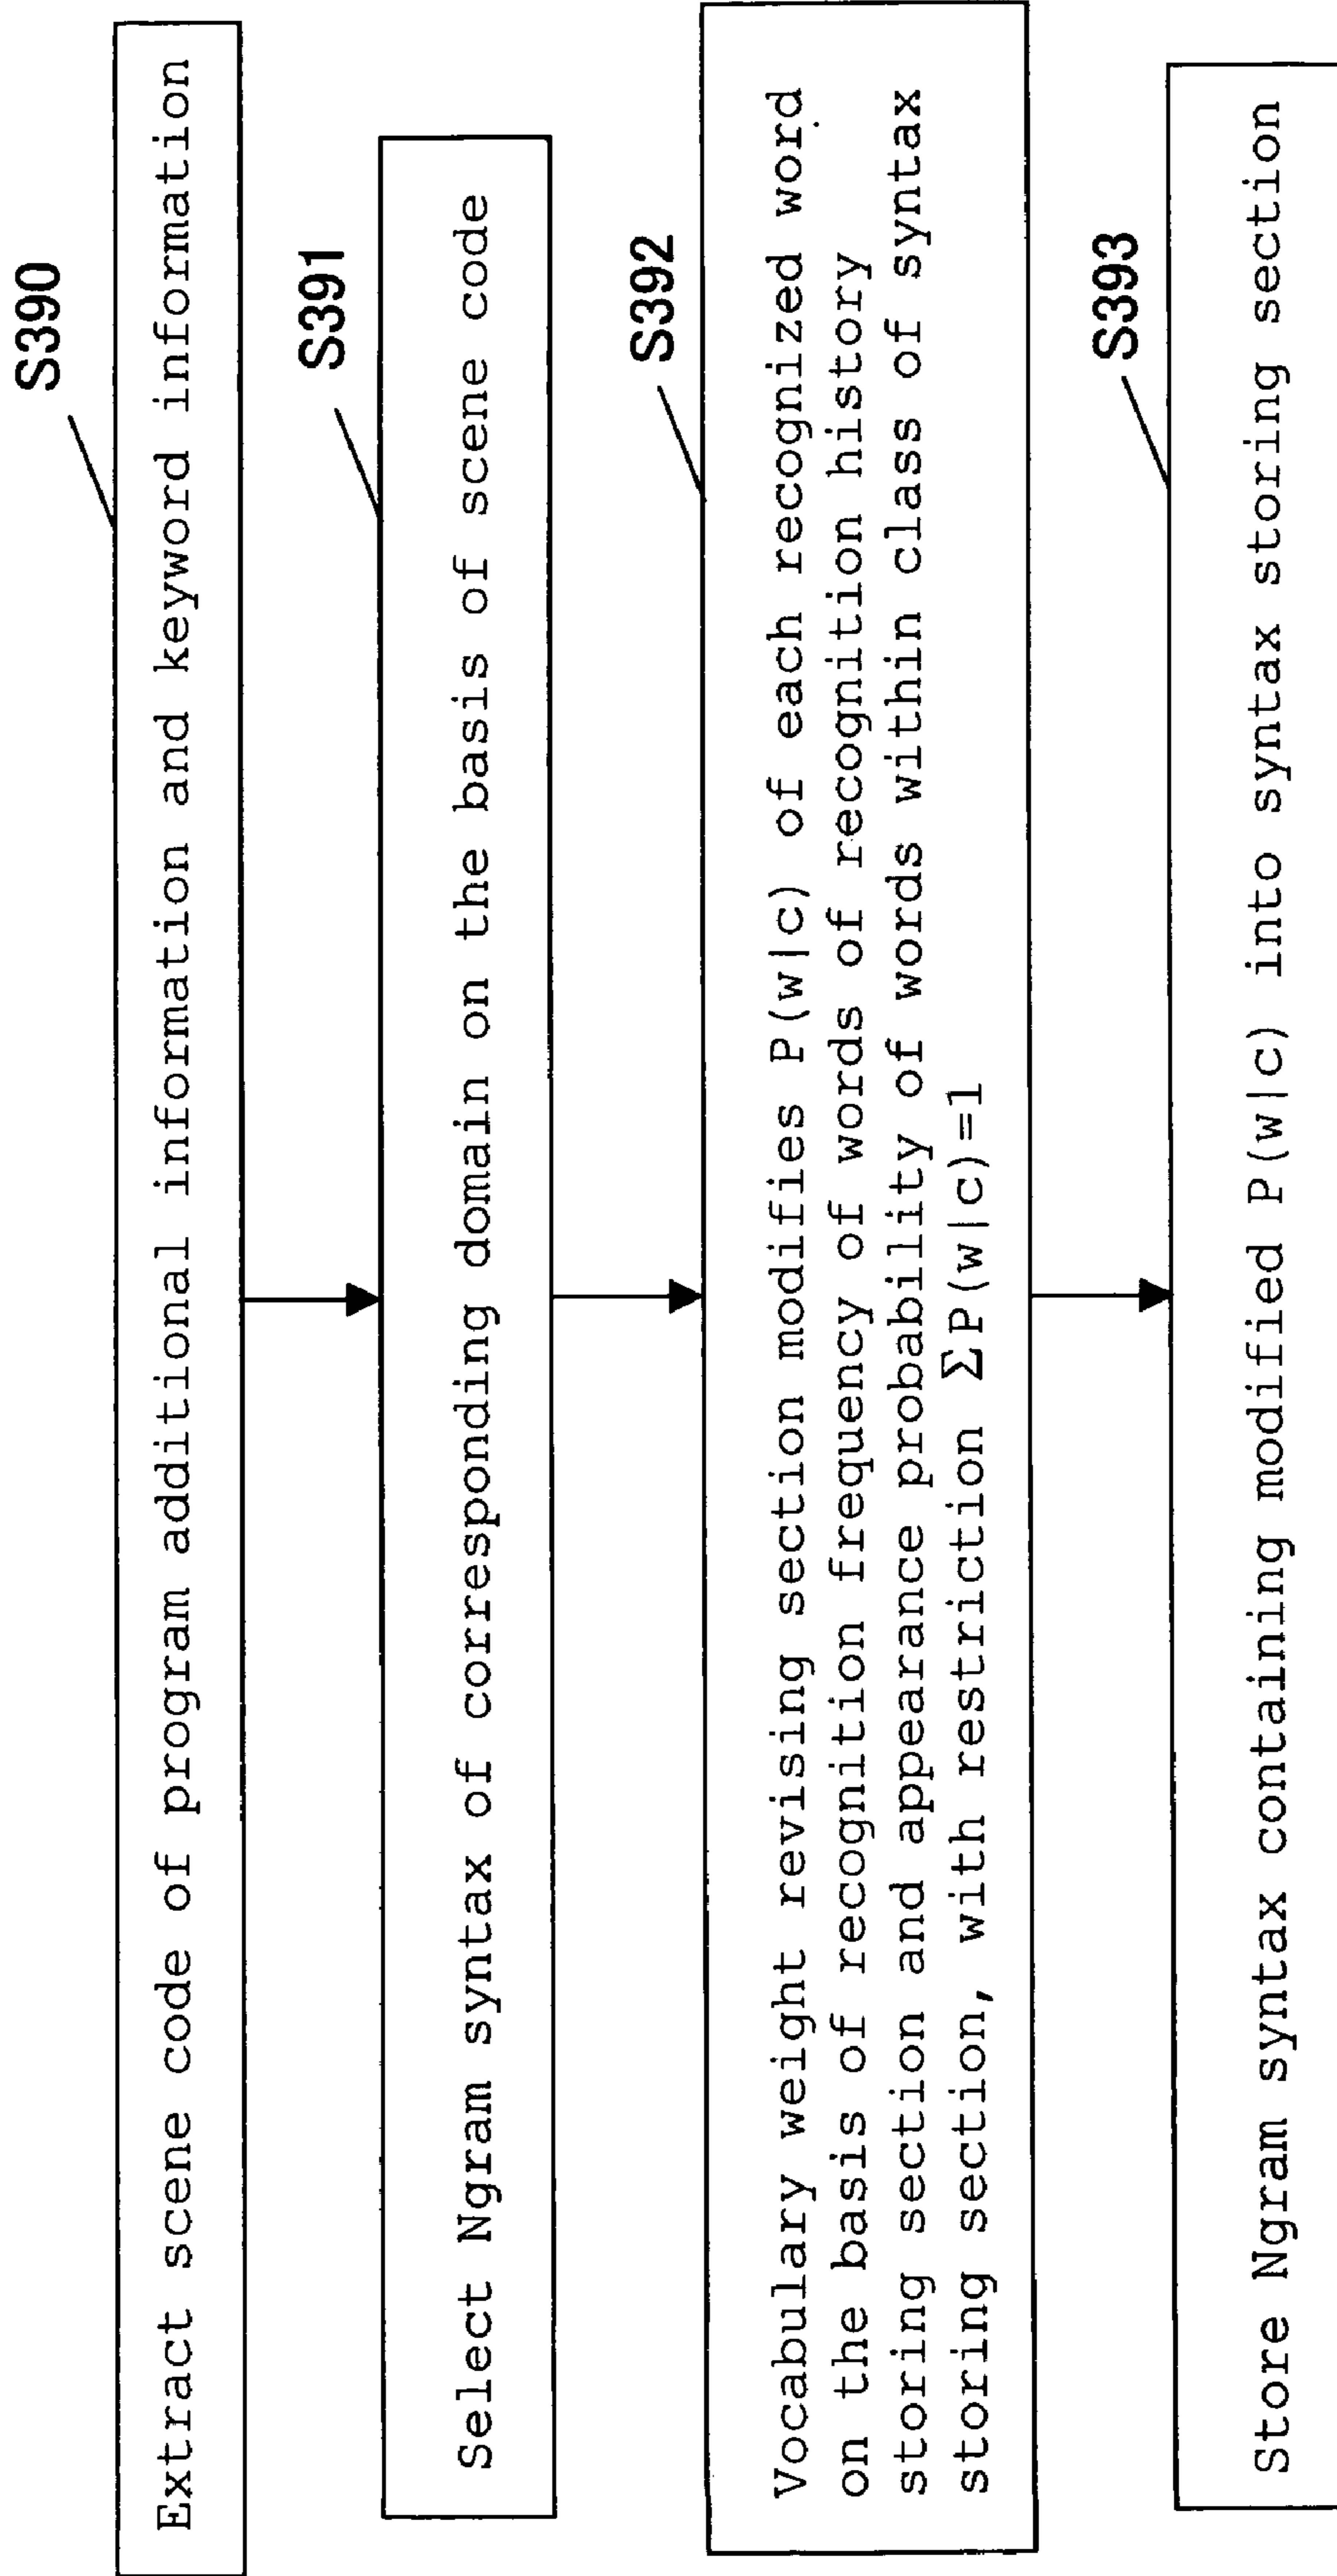 S390
Extract scene code of program additional information and keyword information
S391
Select Ngram syntax of corresponding domain on the basis of scene code
S392
Vocabulary weight revising section modifies P(w|c) of each recognized word
on the basis of recognition frequency of words of recognition history
storing section and appearance probability of words within class of syntax
storing section, with restriction ΣP(w|c)=1
S393
Store Ngram syntax containing modified P(w|c) into syntax storing section